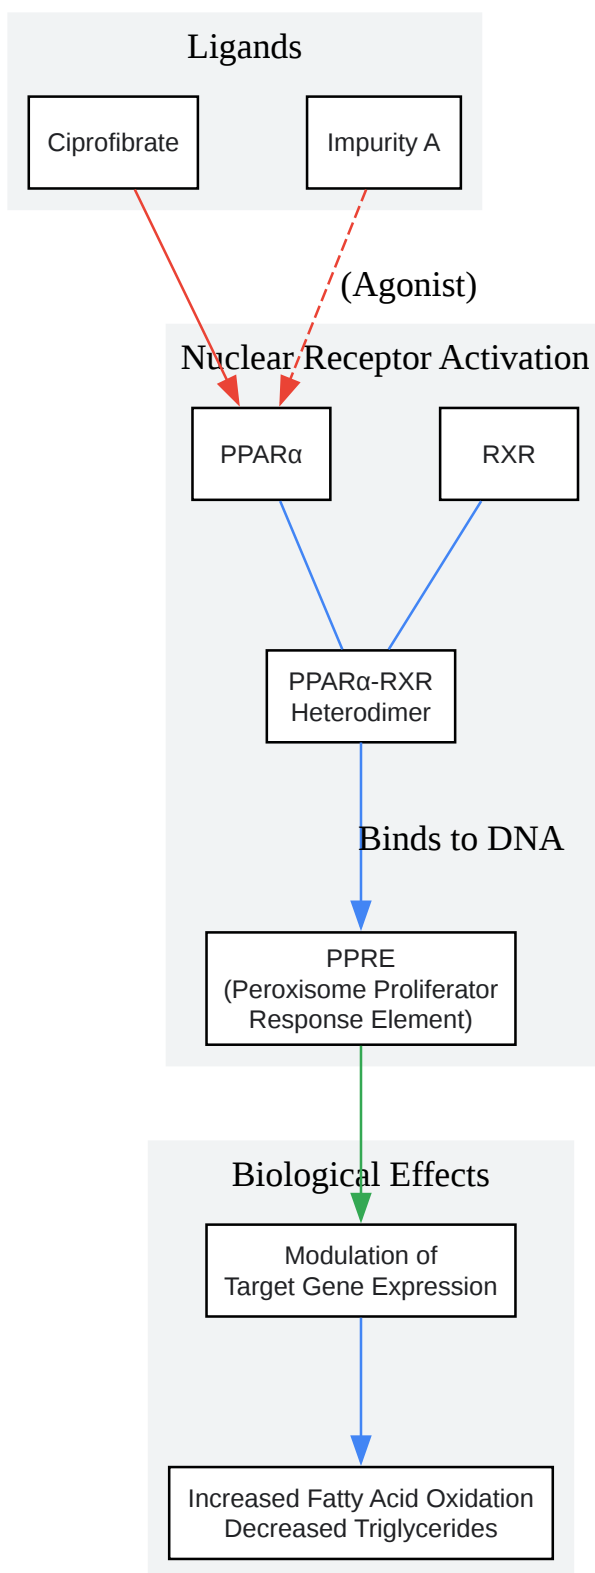 Ligands
Ciprofibrate
Impurity A
(Agonist)
Nuclear Receptor Activation
PPARα
RXR
PPARα-RXR
Heterodimer
Binds to DNA
PPRE
(Peroxisome Proliferator
Response Element)
Biological Effects
Modulation of
Target Gene Expression
Increased Fatty Acid Oxidation
Decreased Triglycerides